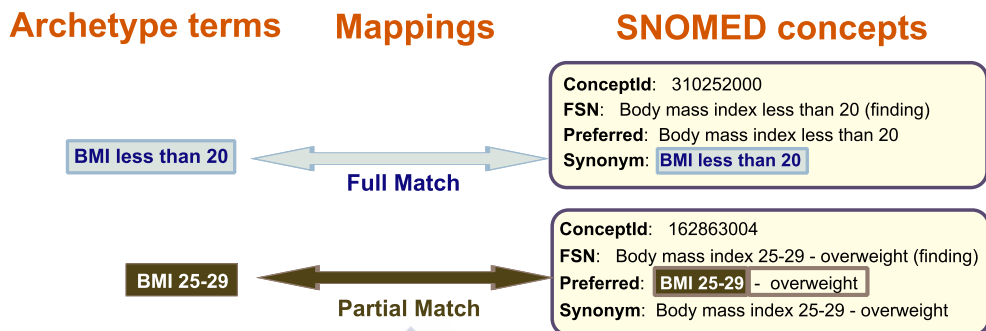 Archetype terms Mappings SNOMED concepts
ConceptId: 310252000
FSN: Body mass index less than 20 (finding)
Preferred: Body mass index less than 20
BMI less than 20
Synonym: BMI less than 20
Full Match
ConceptId: 162863004
FSN: Body mass index 25-29 - overweight (finding)
BMI 25-29
Preferred: BMI 25-29 - overweight
Partial Match
Synonym: Body mass index 25-29 - overweight